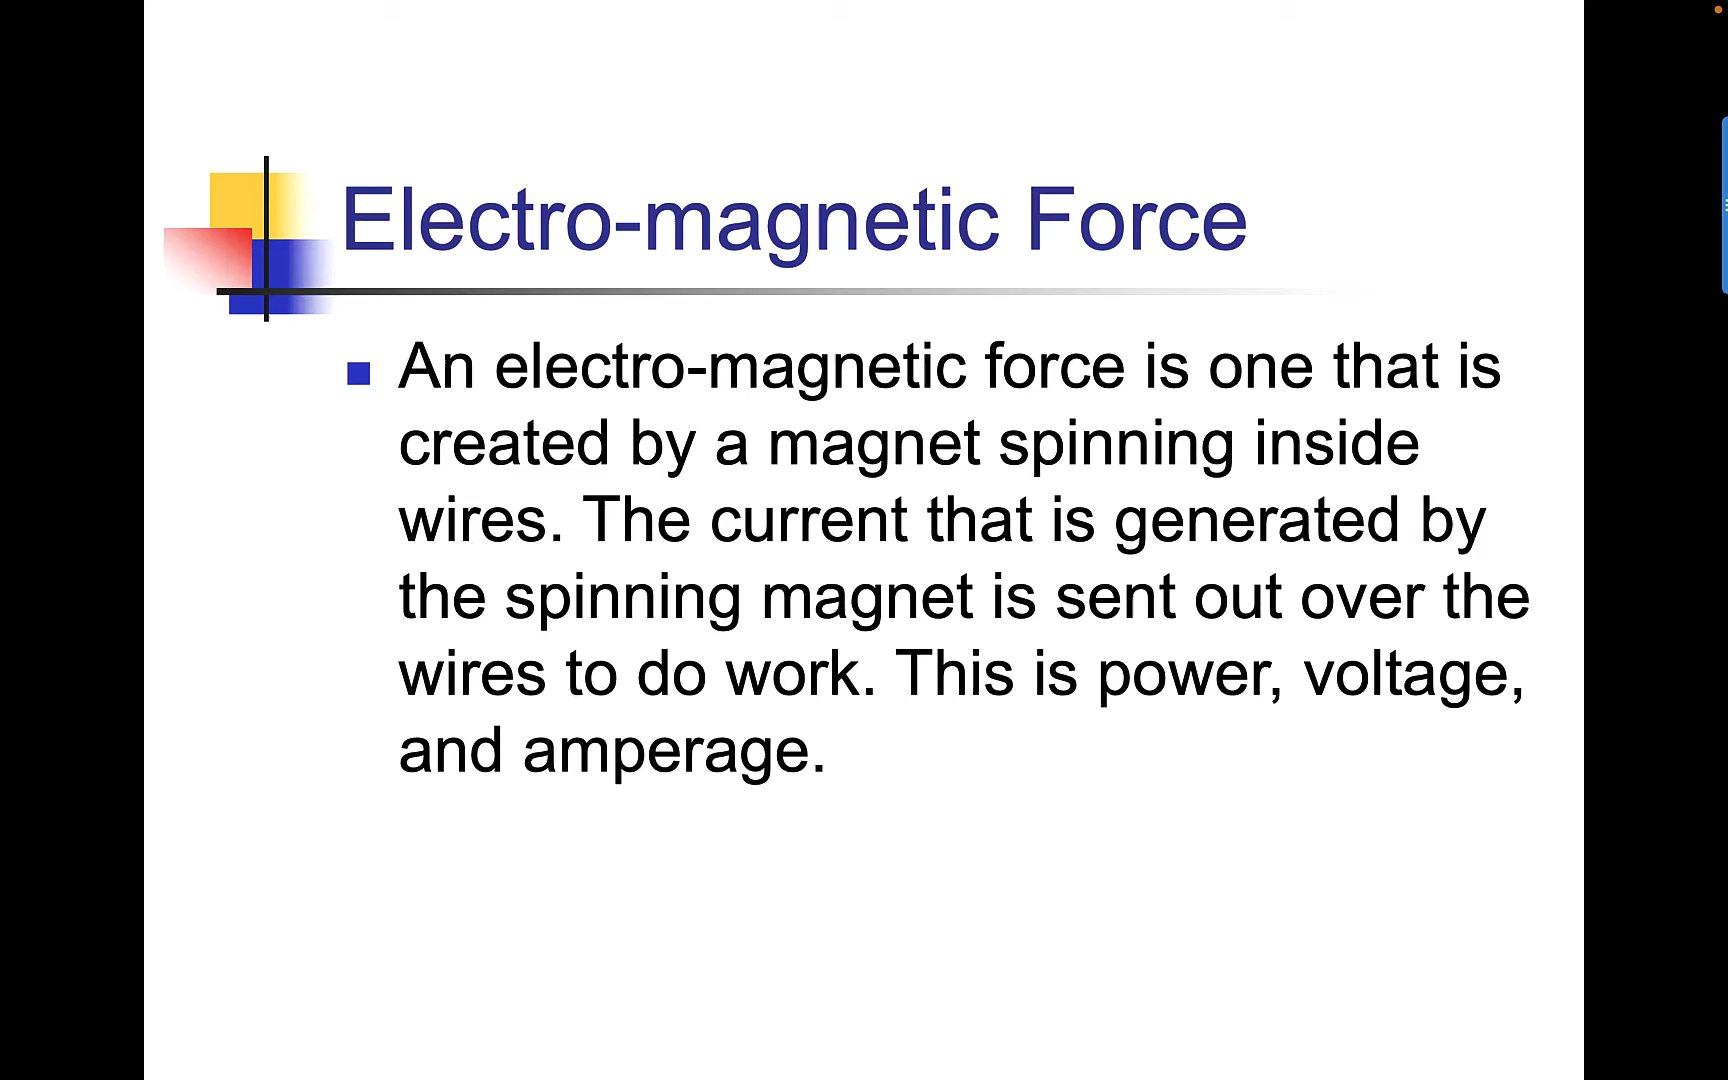 Electro-magnetic Force
An electro-magnetic force is one that is
created by a magnet spinning inside
wires. The current that is generated by
the spinning magnet is sent out over the
wires to do work. This is power, voltage,
and amperage.